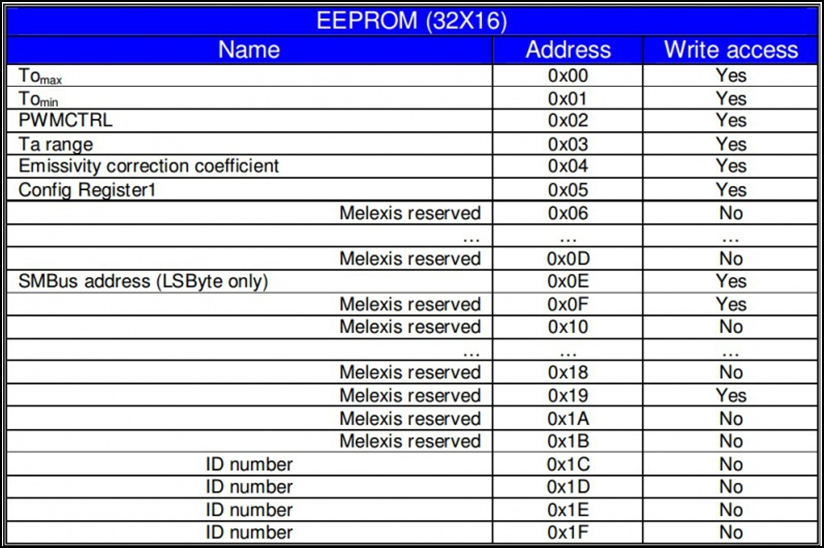 EEPROM (32X16)
Name Address Write access
Tomax 0x00 Yes
Tomin 0x01 Yes
PWMCTRL 0x02 Yes
Ta range 0x03 Yes
Emissivity correction coefficient 0x04 Yes
Config Register1 0x05 Yes
Melexis reserved 0x06 No
... ... ...
Melexis reserved 0x0D No
SMBus address (LSByte only) 0x0E Yes
Melexis reserved 0x0F Yes
Melexis reserved 0x10 No
... ... ...
Melexis reserved 0x18 No
Melexis reserved 0x19 Yes
Melexis reserved 0x1A No
Melexis reserved 0x1B No
ID number 0x1C No
ID number 0x1D No
ID number 0x1E No
ID number 0x1F No